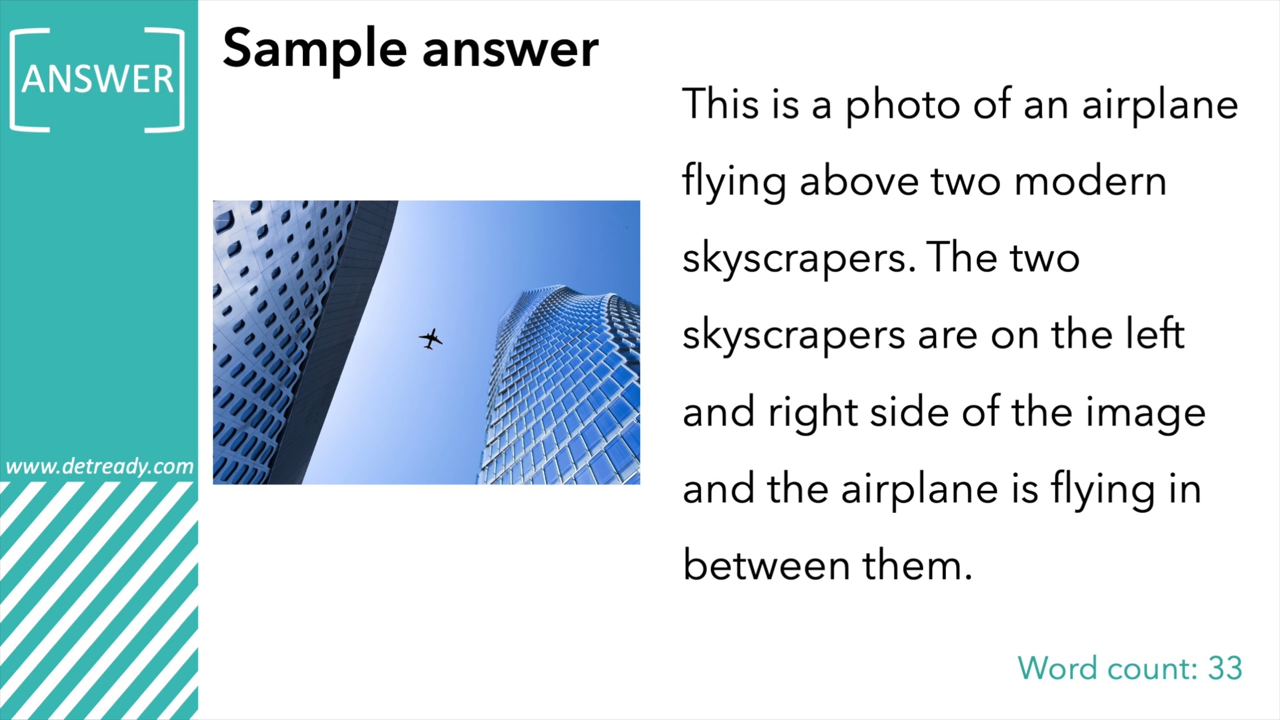 ANSWER
www.detready.com
Sample answer
This is a photo of an airplane
flying above two modern
skyscrapers. The two
skyscrapers are on the left
and right side of the image
and the airplane is flying in
between them.
Word count: 33